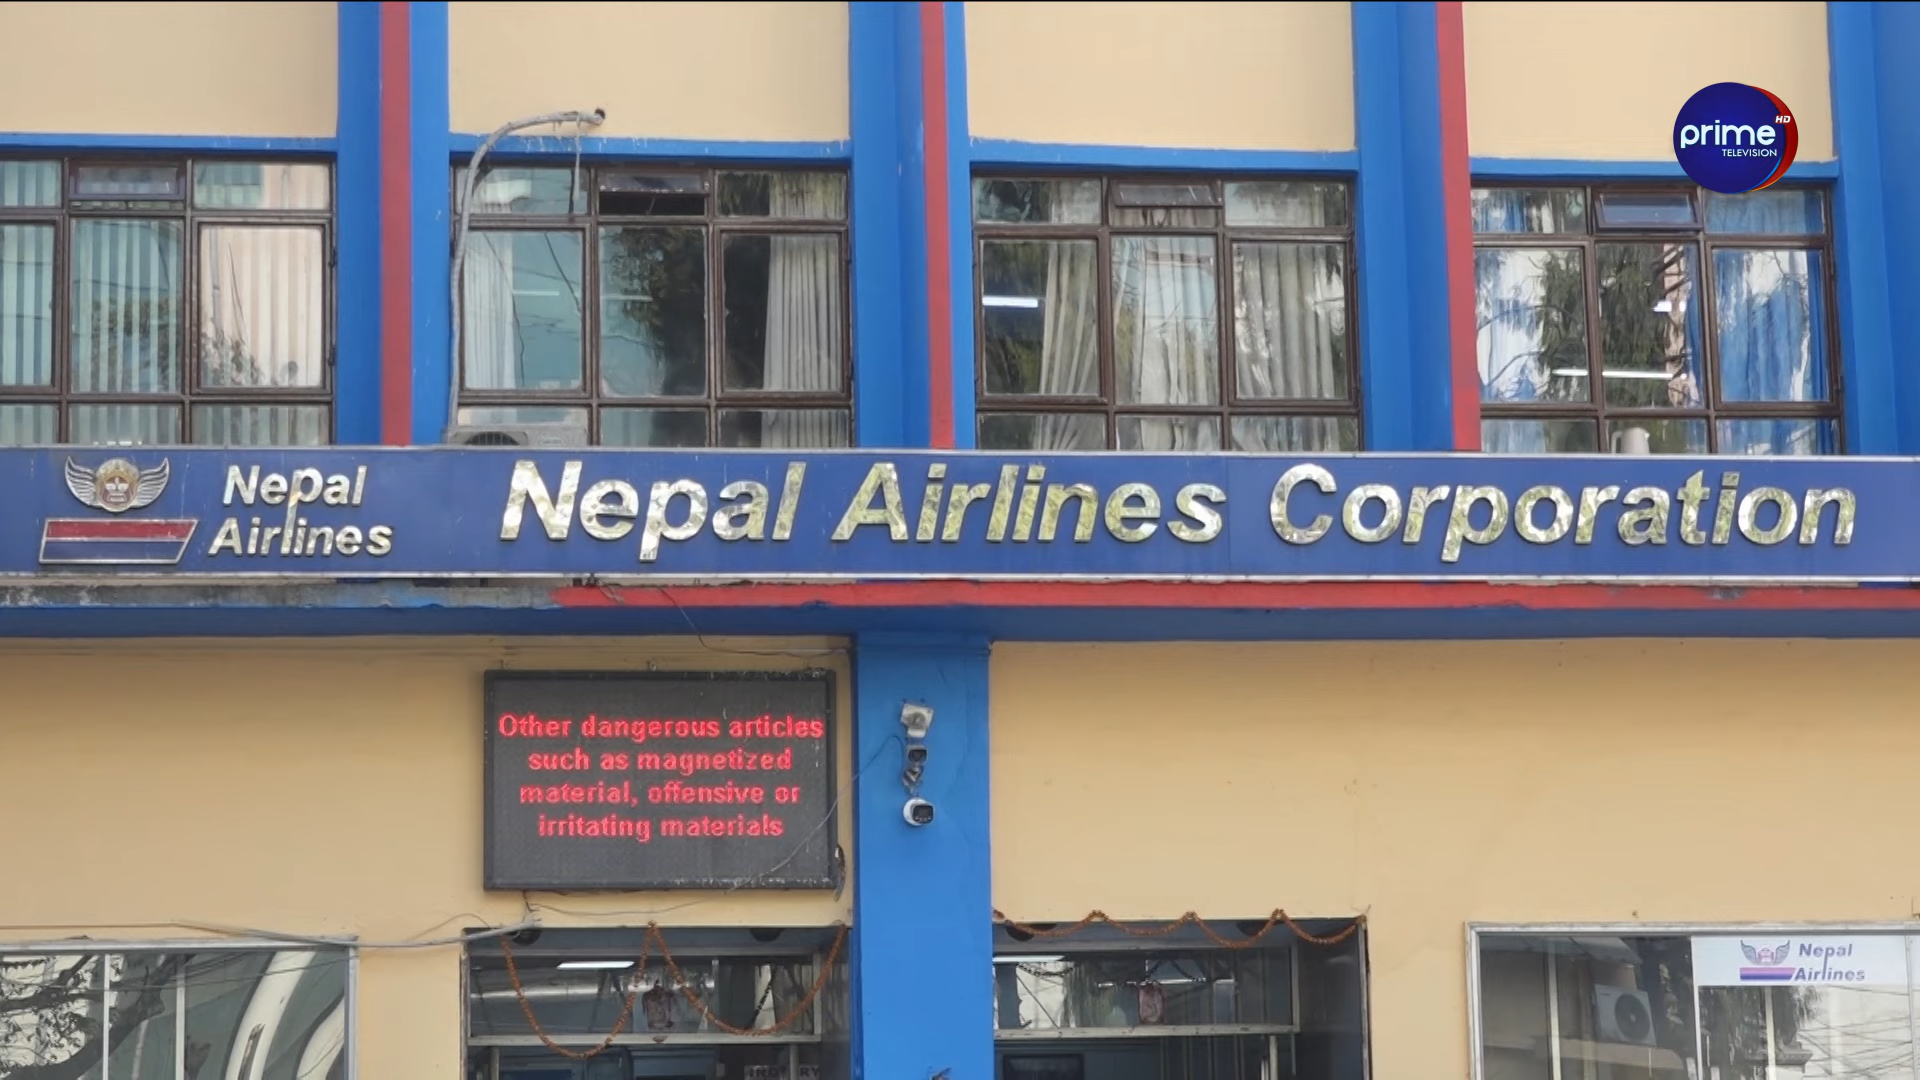 prime HD
TELEVISION
Nepal
Airlines
Nepal Airlines Corporation
Other dangerous articles
such as magnetized
material, offensive or
irritating materials
Nepal
Airlines